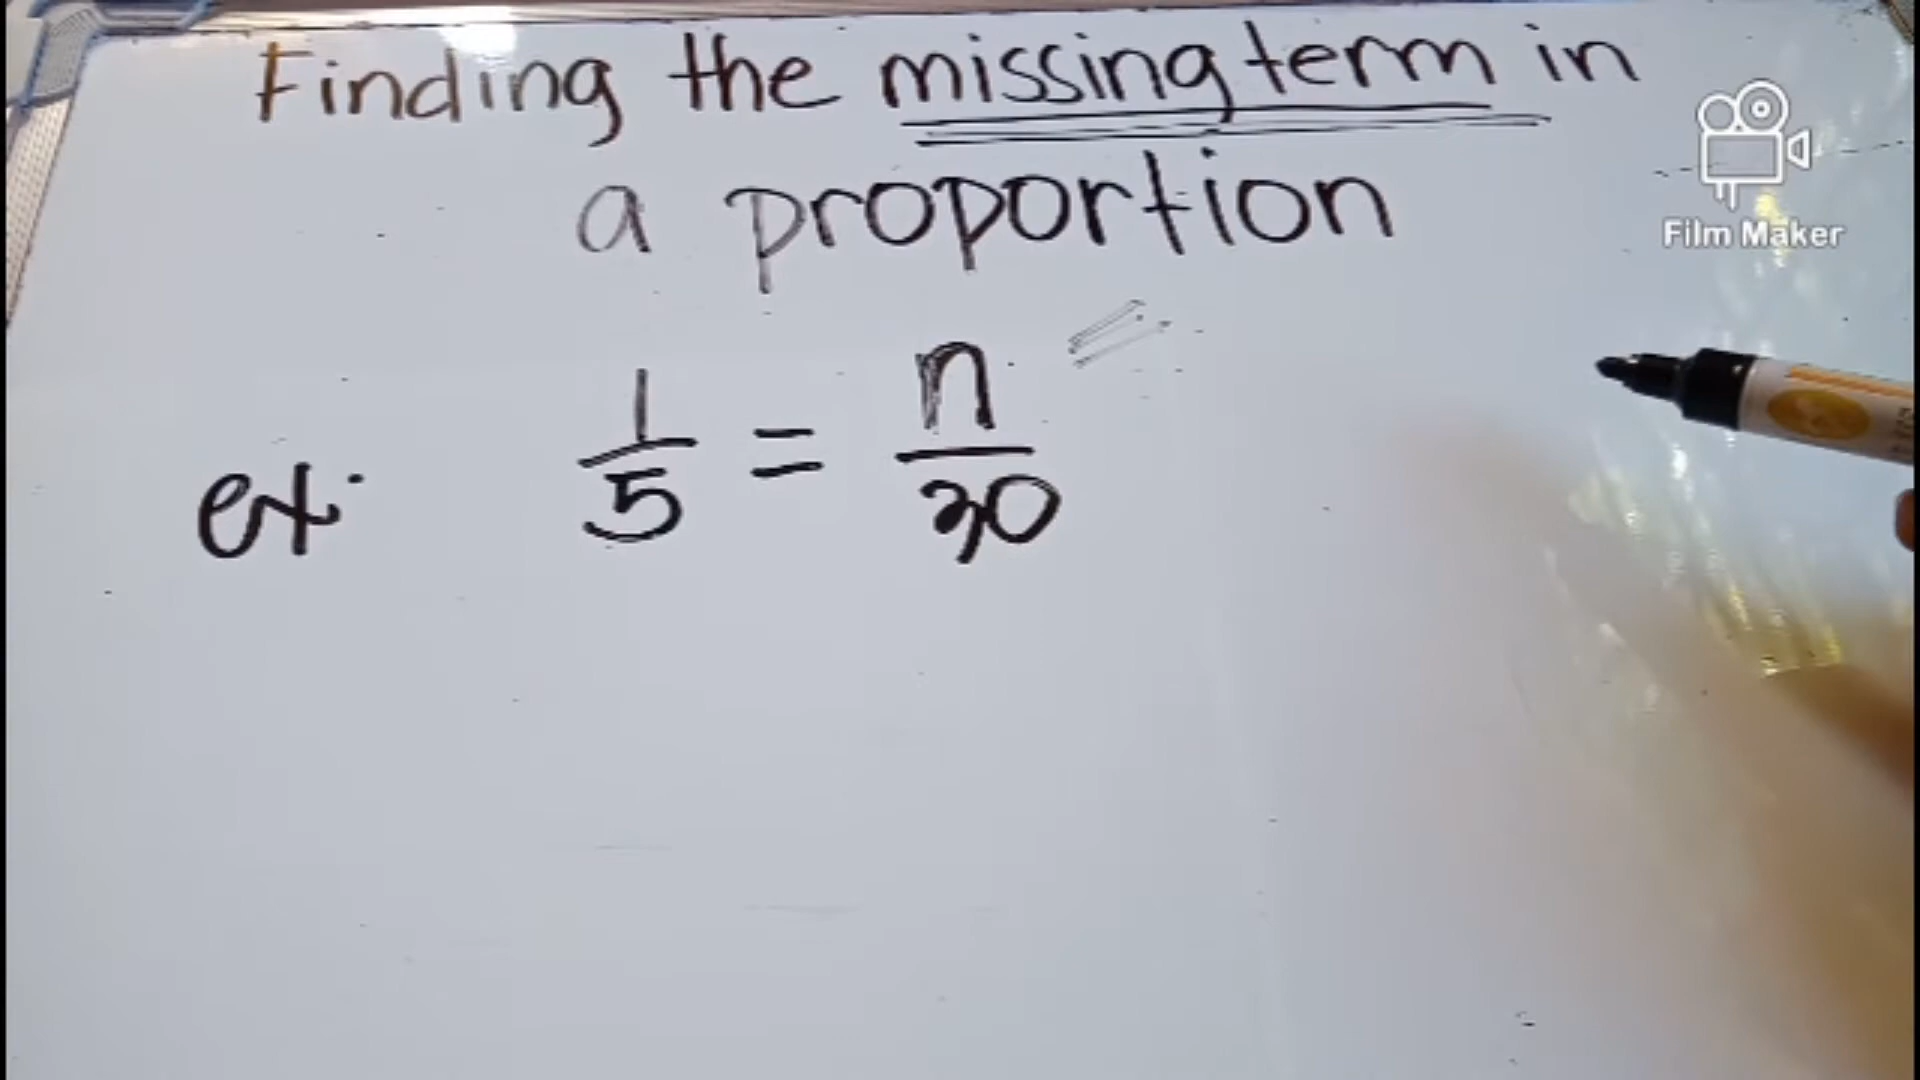 Finding the missing term in
a proportion
Film Maker
ex. 1/5 = n/30